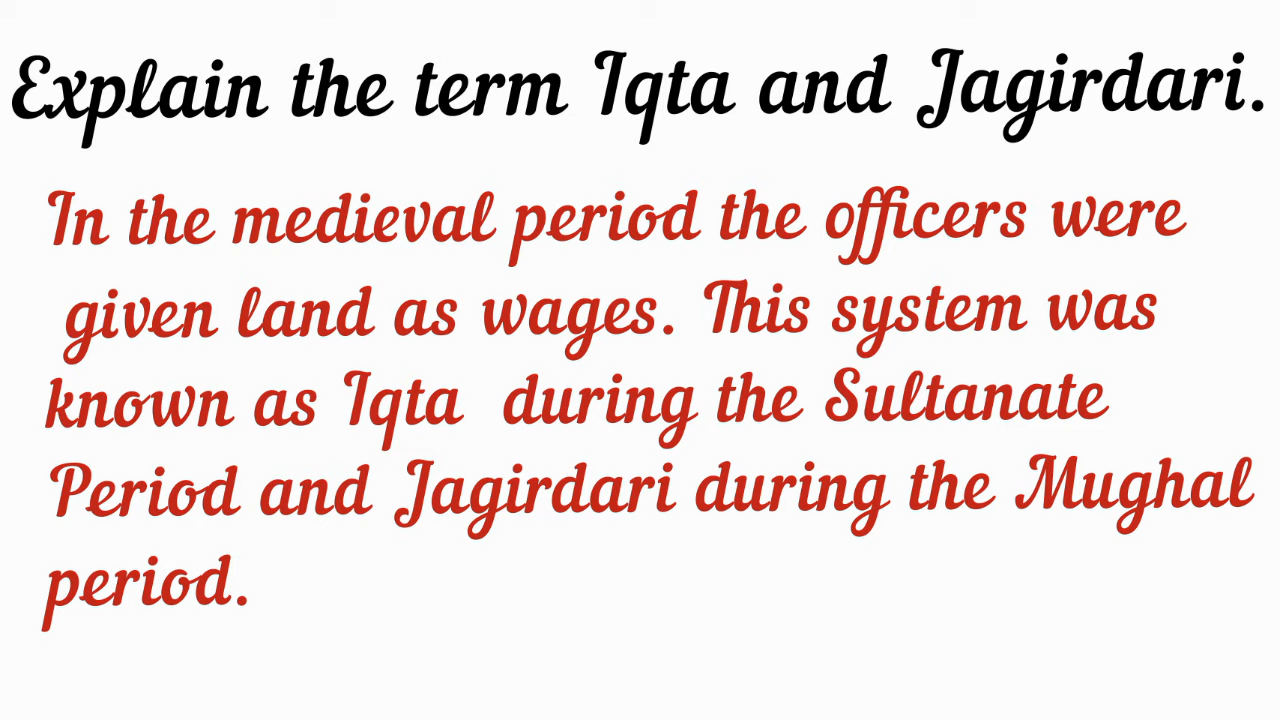 Explain the term Iqta and Jagirdari.
In the medieval period the officers were
given land as wages. This system was
known as Iqta during the Sultanate
Period and Jagirdari during the Mughal
period.